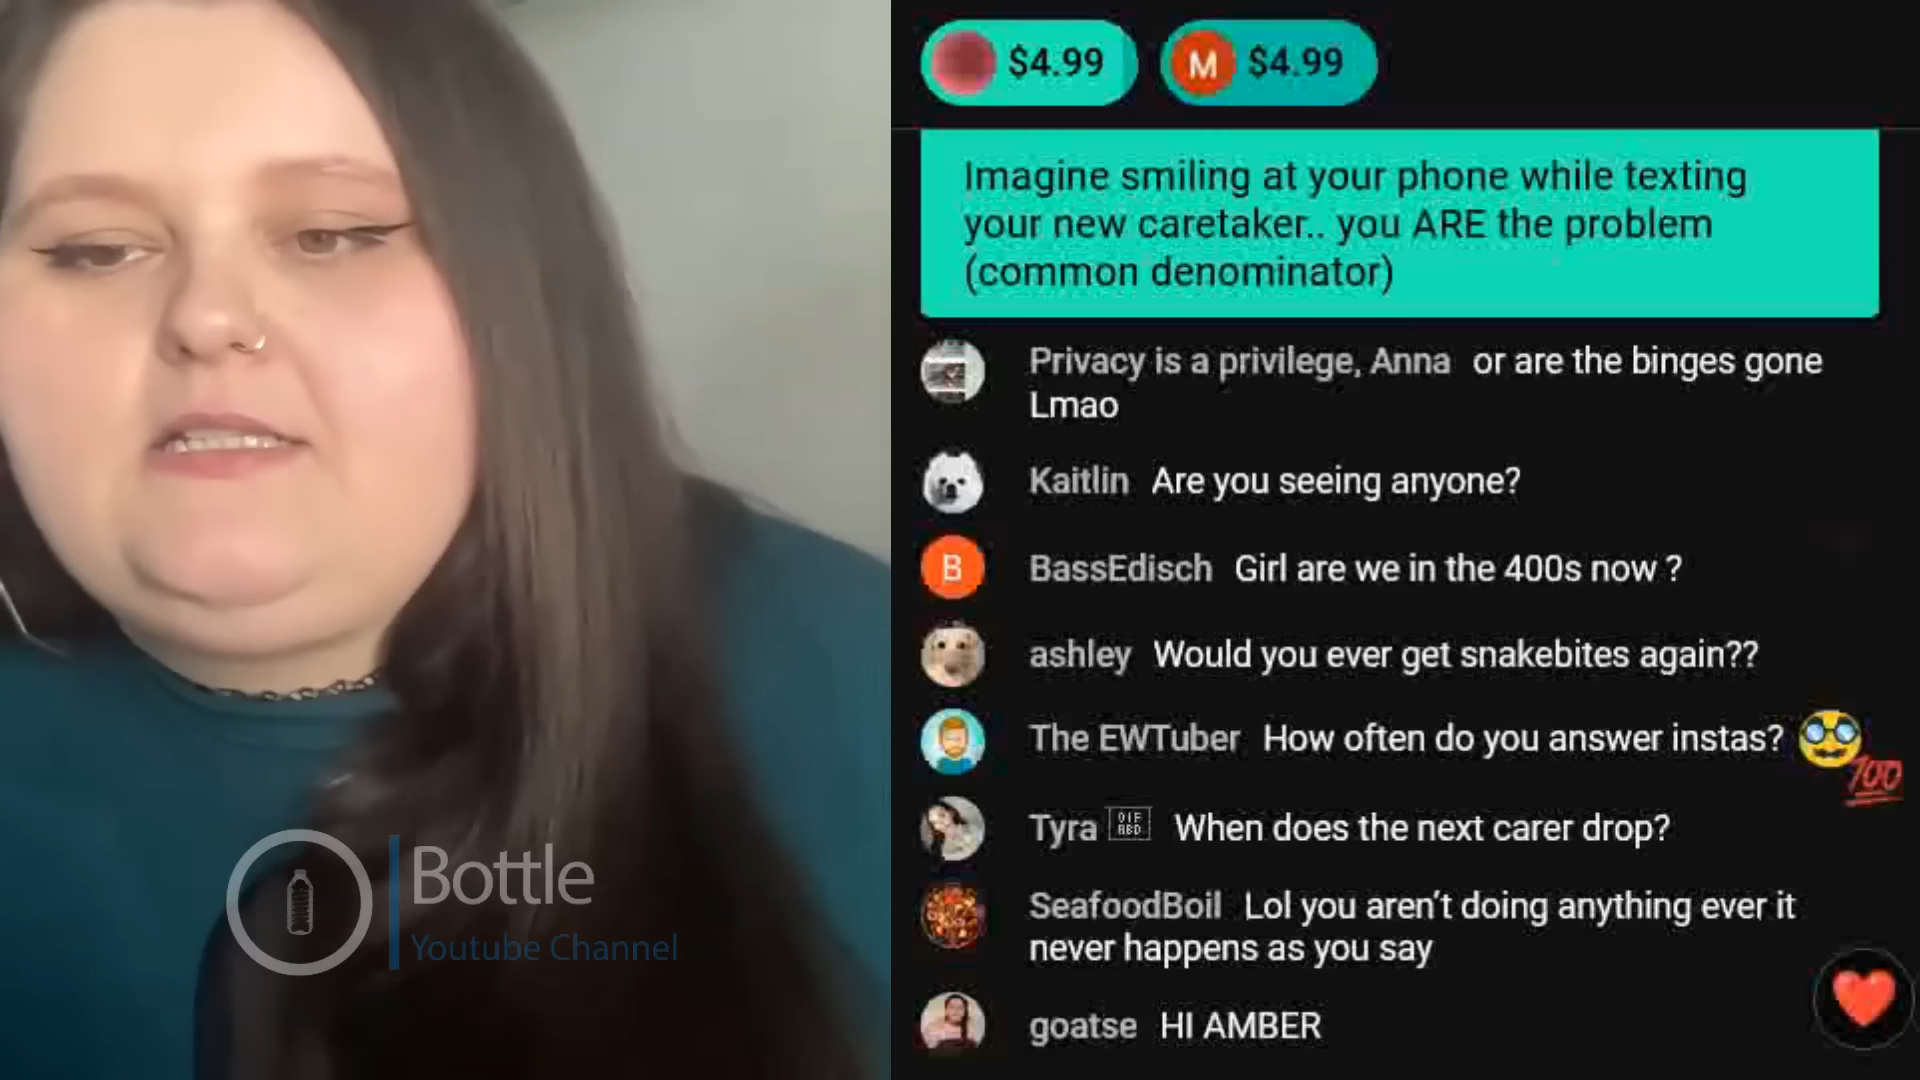 $4.99
M $4.99
Imagine smiling at your phone while texting
your new caretaker.. you ARE the problem
(common denominator)
Privacy is a privilege, Anna or are the binges gone
Lmao
Kaitlin Are you seeing anyone?
B BassEdisch Girl are we in the 400s now ?
ashley Would you ever get snakebites again??
The EWTuber How often do you answer instas? 🥸
💯
Tyra When does the next carer drop?
SeafoodBoil Lol you aren't doing anything ever it
never happens as you say
goatse HI AMBER
Bottle
Youtube Channel